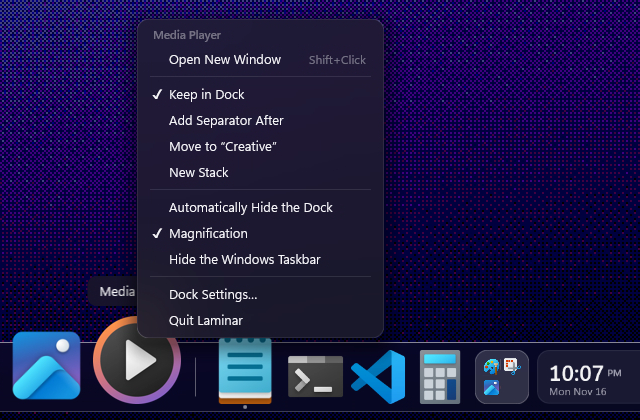 Media Player
Open New Window Shift+Click
Keep in Dock
Add Separator After
Move to “Creative”
New Stack
Automatically Hide the Dock
Magnification
Hide the Windows Taskbar
Dock Settings...
Quit Laminar
Media
10:07 PM
Mon Nov 16